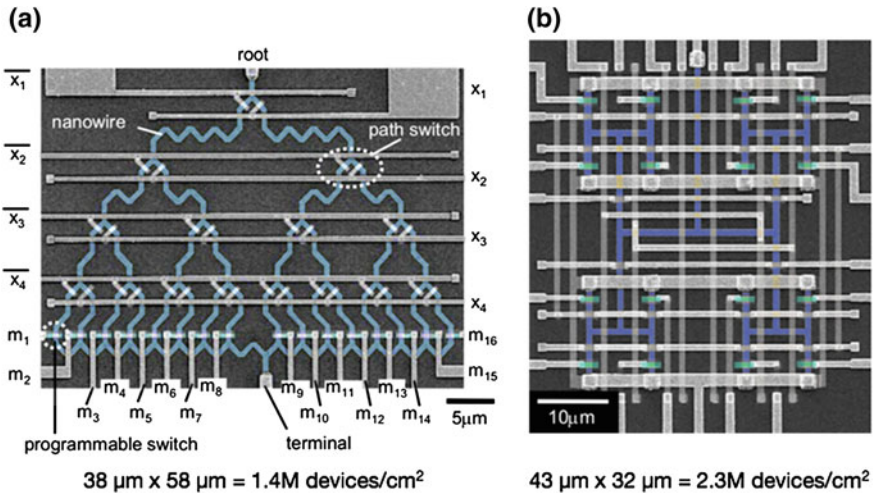 (a)
root
x̅₁
x₁
nanowire
path switch
x̅₂
x₂
x̅₃
x₃
x̅₄
x₄
m₁
m₁₆
m₂
m₁₅
m₄ m₆ m₈ m₉ m₁₁ m₁₃
m₃ m₅ m₇ m₁₀ m₁₂ m₁₄
5μm
programmable switch
terminal
38 μm x 58 μm = 1.4M devices/cm²
(b)
10μm
43 μm x 32 μm = 2.3M devices/cm²